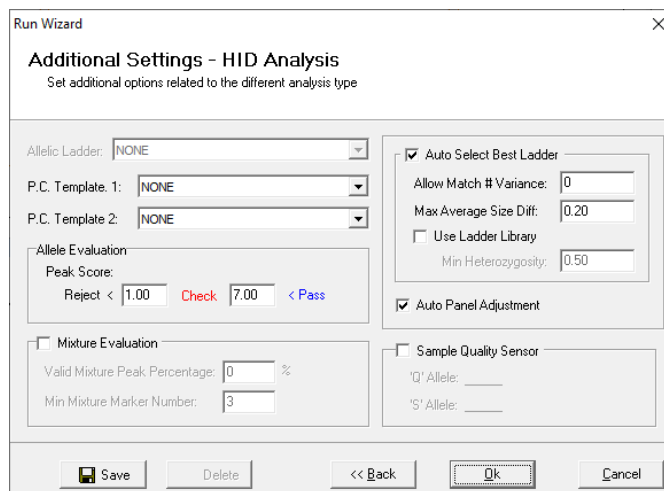 Run Wizard
Additional Settings - HID Analysis
Set additional options related to the different analysis type
Allelic Ladder: NONE
P.C. Template. 1: NONE
P.C. Template 2: NONE
Allele Evaluation
Peak Score:
Reject < 1.00 Check 7.00 < Pass
Mixture Evaluation
Valid Mixture Peak Percentage: 0 %
Min Mixture Marker Number: 3
Auto Select Best Ladder
Allow Match # Variance: 0
Max Average Size Diff: 0.20
Use Ladder Library
Min Heterozygosity: 0.50
Auto Panel Adjustment
Sample Quality Sensor
'Q' Allele: _____
'S' Allele: _____
Save Delete << Back Ok Cancel